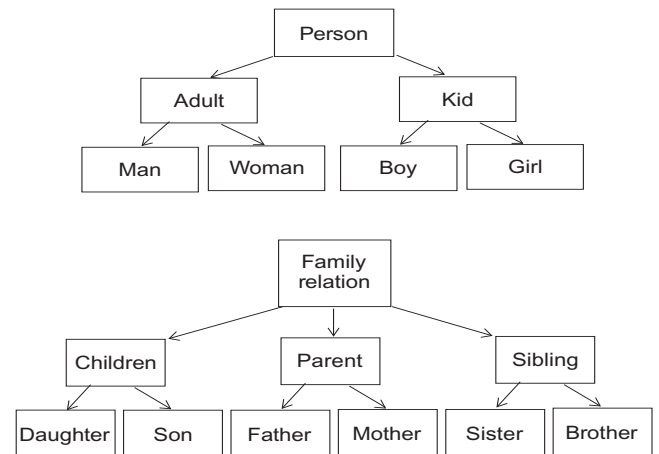 Person
Adult
Kid
Man
Woman
Boy
Girl
Family
relation
Children
Parent
Sibling
Daughter
Son
Father
Mother
Sister
Brother